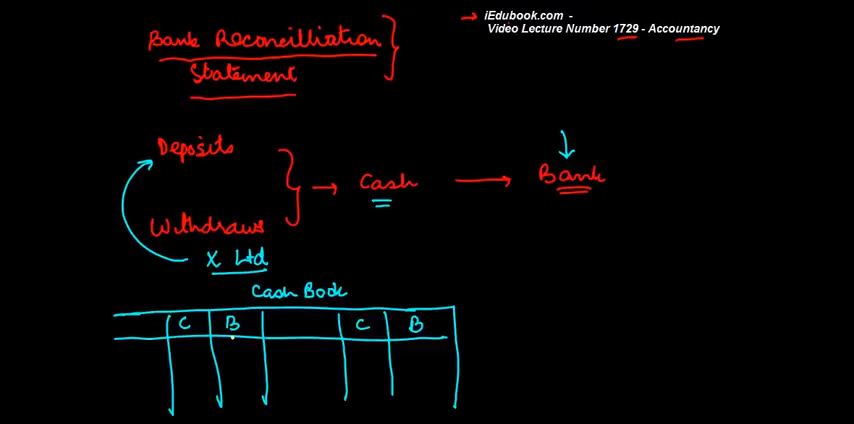 Bank Reconcilliation
Statement
→ iEdubook.com -
Video Lecture Number 1729 - Accountancy
Deposits
Withdraws
→ Cash → Bank
X Ltd
Cash Book
C B C B